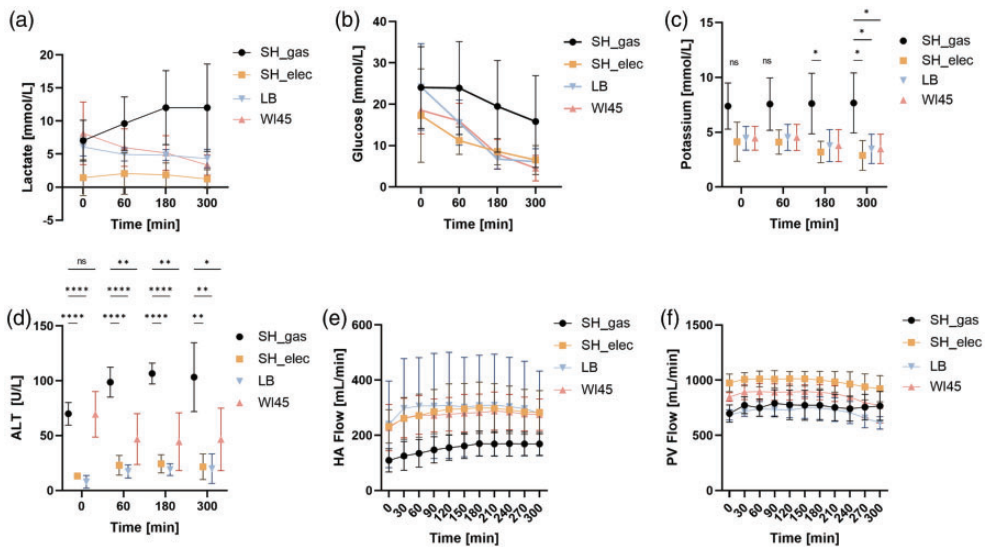 (a)
Lactate [mmol/L]
20
15
10
5
0
-5
0 60 180 300
Time [min]
SH_gas
SH_elec
LB
WI45
(b)
Glucose [mmol/L]
40
30
20
10
0
0 60 180 300
Time [min]
SH_gas
SH_elec
LB
WI45
(c)
Potassium [mmol/L]
15
10
5
0
ns ns * * * *
0 60 180 300
Time [min]
SH_gas
SH_elec
LB
WI45
(d)
ns ** ** *
**** **** **** **
**** **** **** **
ALT [U/L]
150
100
50
0
0 60 180 300
Time [min]
SH_gas
SH_elec
LB
WI45
(e)
HA Flow [mL/min]
600
400
200
0
0 30 60 90 120 150 180 210 240 270 300
Time [min]
SH_gas
SH_elec
LB
WI45
(f)
PV Flow [mL/min]
1500
1000
500
0
0 30 60 90 120 150 180 210 240 270 300
Time [min]
SH_gas
SH_elec
LB
WI45